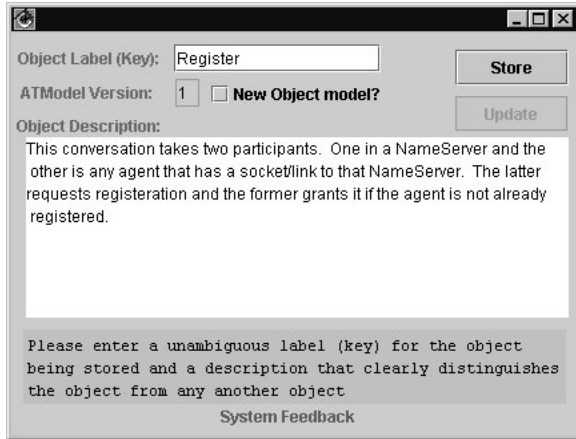 Object Label (Key): Register
Store
ATModel Version: 1 New Object model?
Update
Object Description:
This conversation takes two participants. One in a NameServer and the
other is any agent that has a socket/link to that NameServer. The latter
requests registeration and the former grants it if the agent is not already
registered.
Please enter a unambiguous label (key) for the object
being stored and a description that clearly distinguishes
the object from any another object
System Feedback